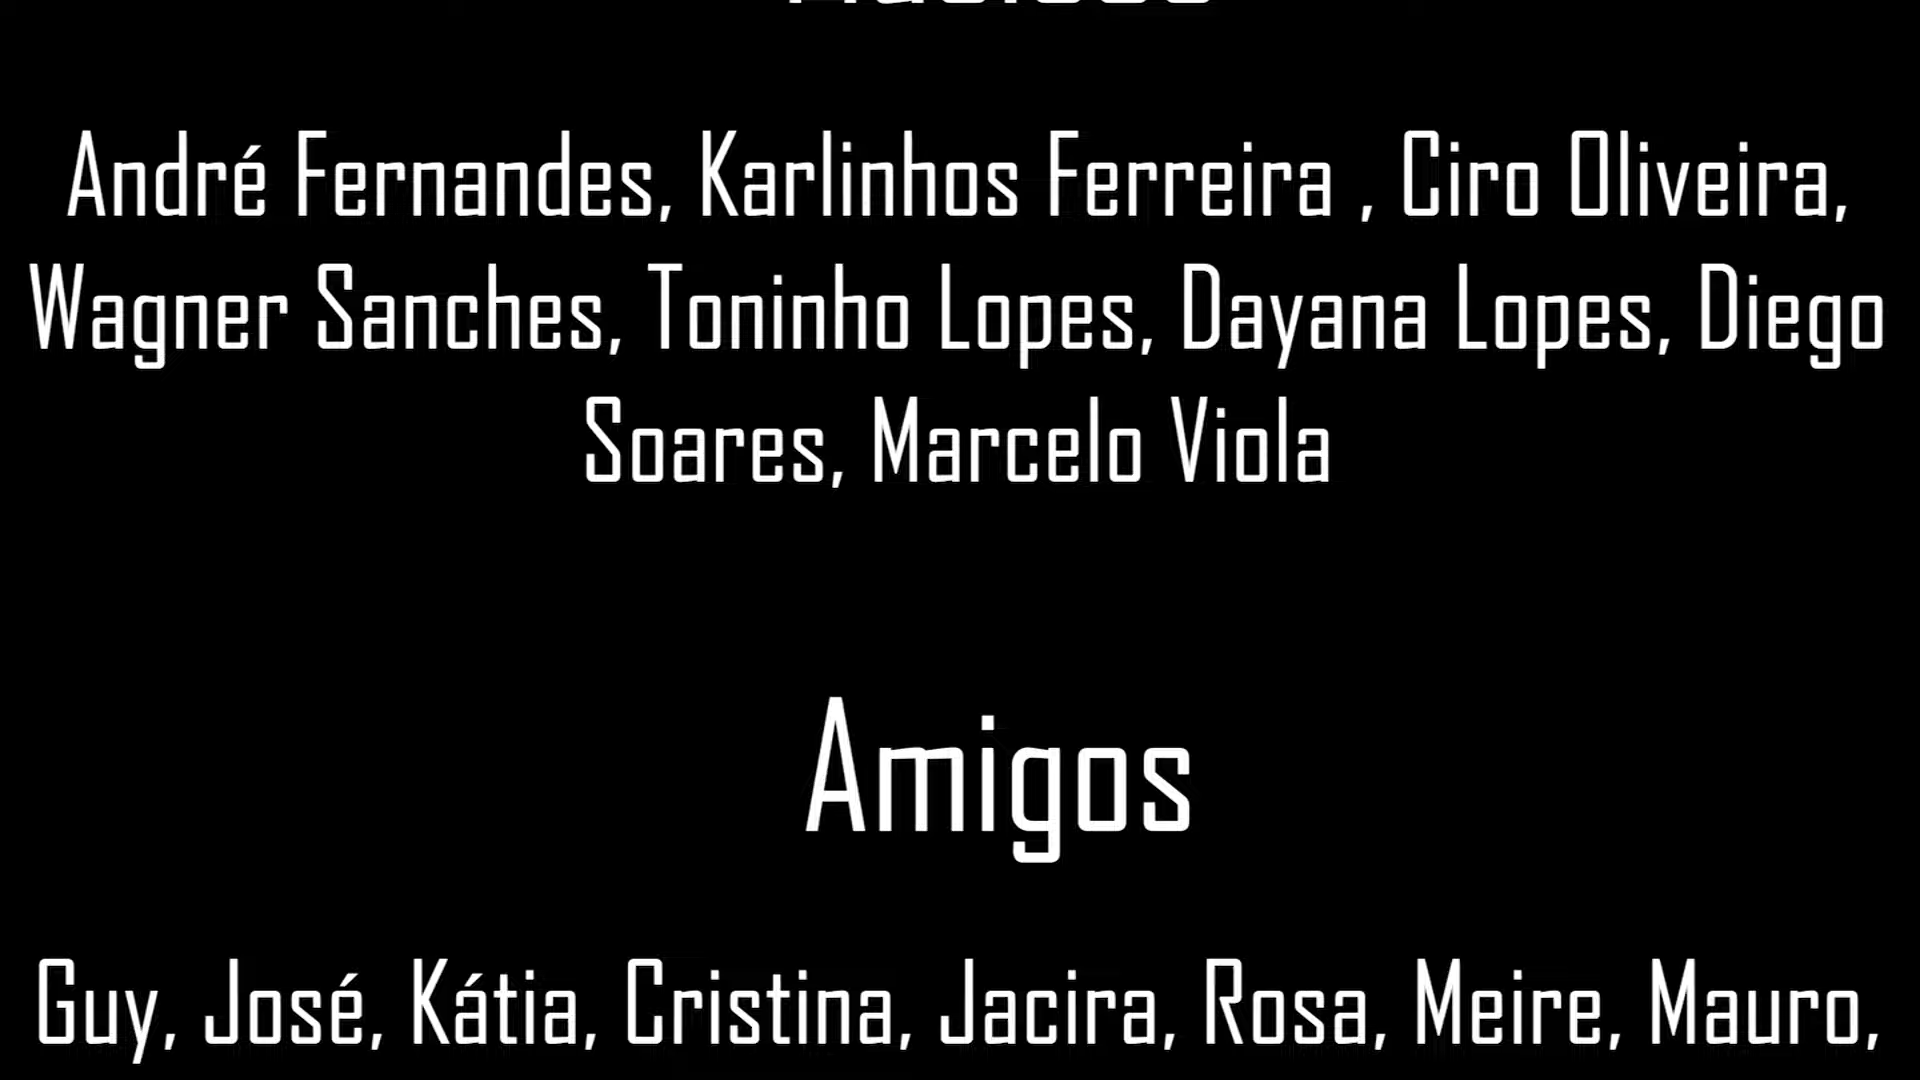 André Fernandes, Karlinhos Ferreira , Ciro Oliveira,
Wagner Sanches, Toninho Lopes, Dayana Lopes, Diego
Soares, Marcelo Viola
Amigos
Guy, José, Kátia, Cristina, Jacira, Rosa, Meire, Mauro,